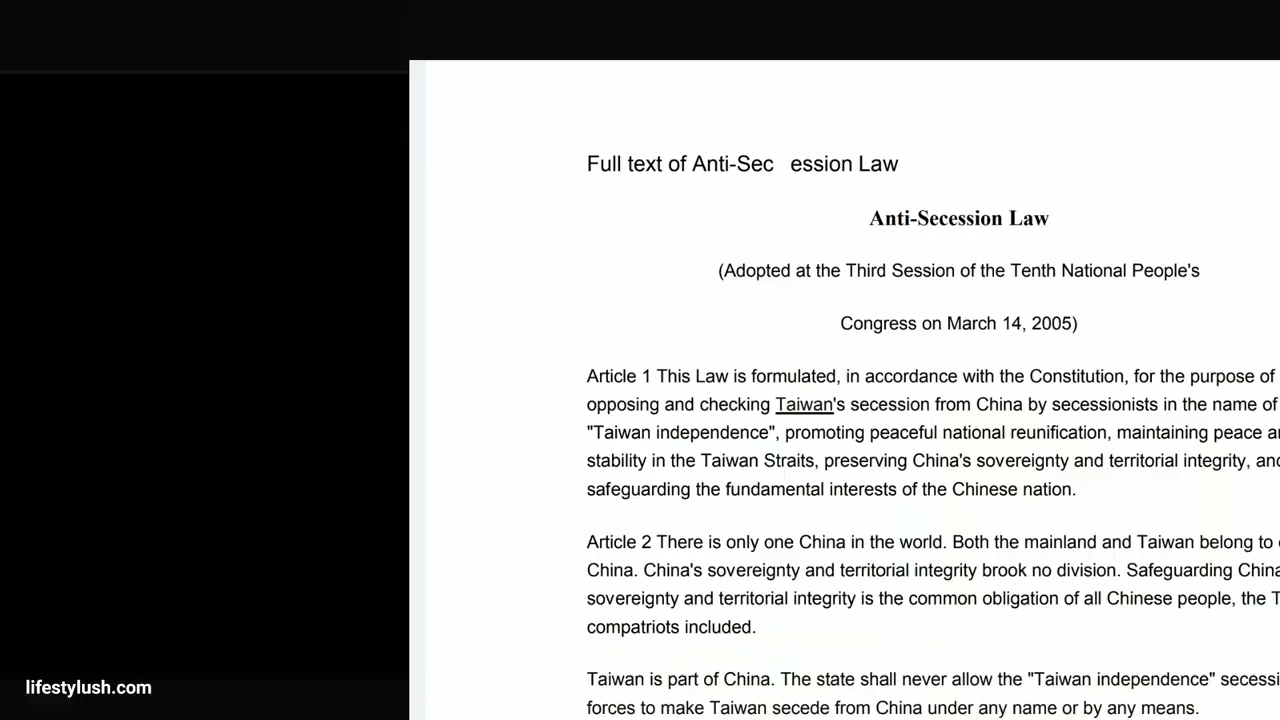 Full text of Anti-Sec ession Law
Anti-Secession Law
(Adopted at the Third Session of the Tenth National People's
Congress on March 14, 2005)
Article 1 This Law is formulated, in accordance with the Constitution, for the purpose of
opposing and checking Taiwan's secession from China by secessionists in the name of
"Taiwan independence", promoting peaceful national reunification, maintaining peace
stability in the Taiwan Straits, preserving China's sovereignty and territorial integrity,
safeguarding the fundamental interests of the Chinese nation.
Article 2 There is only one China in the world. Both the mainland and Taiwan belong to
China. China's sovereignty and territorial integrity brook no division. Safeguarding
sovereignty and territorial integrity is the common obligation of all Chinese people, the
compatriots included.
Taiwan is part of China. The state shall never allow the "Taiwan independence"
forces to make Taiwan secede from China under any name or by any means.
lifestylush.com